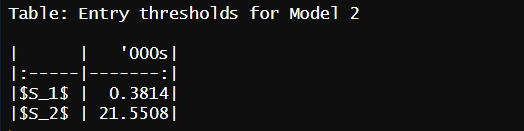 Table: Entry thresholds for Model 2
|     |    '000s|
|:-----|-------:|
|$S_1$ |  0.3814|
|$S_2$ | 21.5508|